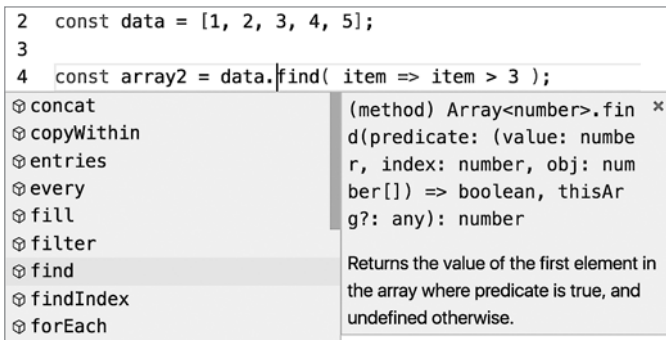 2 const data = [1, 2, 3, 4, 5];
3
4 const array2 = data.find( item => item > 3 );
concat
copyWithin
entries
every
fill
filter
find
findIndex
forEach
(method) Array<number>.fin
d(predicate: (value: numbe
r, index: number, obj: num
ber[]) => boolean, thisAr
g?: any): number
Returns the value of the first element in
the array where predicate is true, and
undefined otherwise.